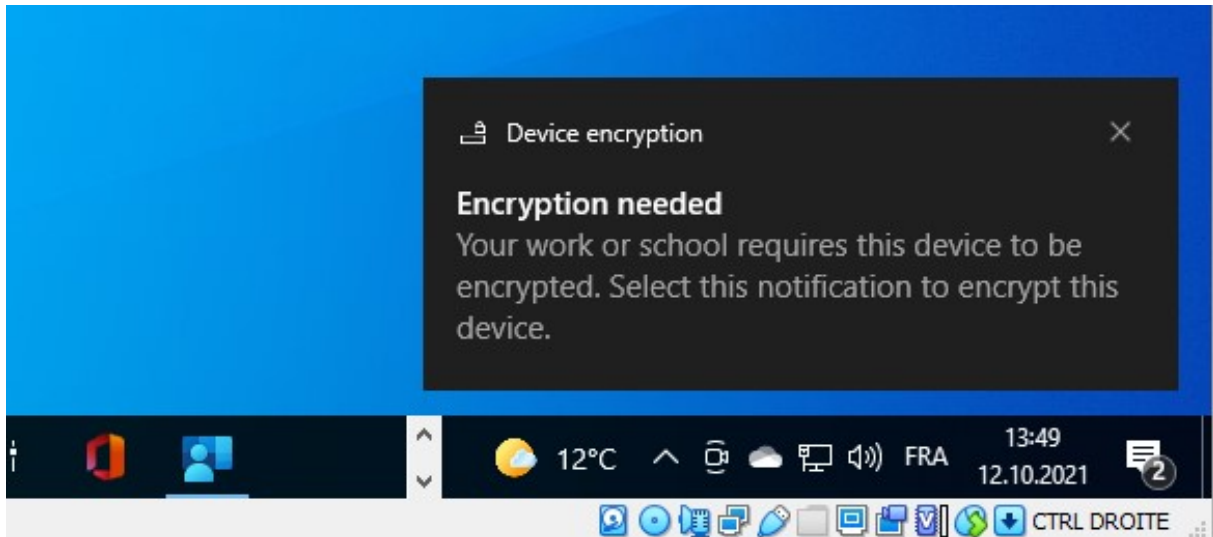 Device encryption
Encryption needed
Your work or school requires this device to be
encrypted. Select this notification to encrypt this
device.
12°C FRA 13:49
12.10.2021 2
CTRL DROITE